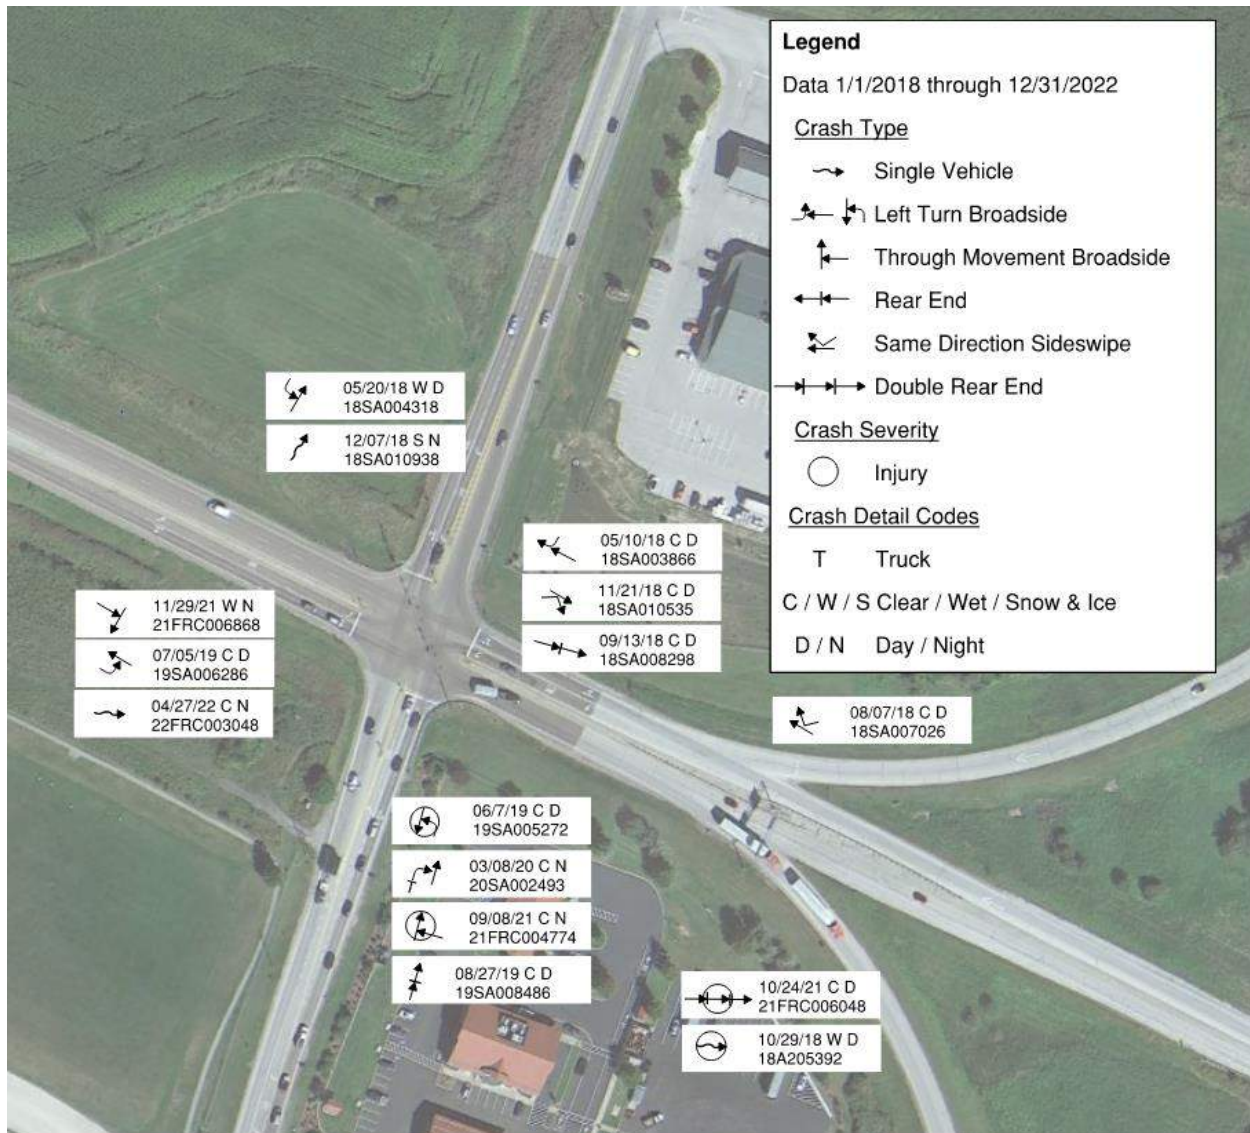 Legend
Data 1/1/2018 through 12/31/2022
Crash Type
Single Vehicle
Left Turn Broadside
Through Movement Broadside
Rear End
Same Direction Sideswipe
Double Rear End
Crash Severity
Injury
Crash Detail Codes
T Truck
C / W / S Clear / Wet / Snow & Ice
D / N Day / Night
05/20/18 W D
18SA004318
12/07/18 S N
18SA010938
05/10/18 C D
18SA003866
11/21/18 C D
18SA010535
09/13/18 C D
18SA008298
11/29/21 W N
21FRC006868
07/05/19 C D
19SA006286
04/27/22 C N
22FRC003048
08/07/18 C D
18SA007026
06/7/19 C D
19SA005272
03/08/20 C N
20SA002493
09/08/21 C N
21FRC004774
08/27/19 C D
19SA008486
10/24/21 C D
21FRC006048
10/29/18 W D
18A205392